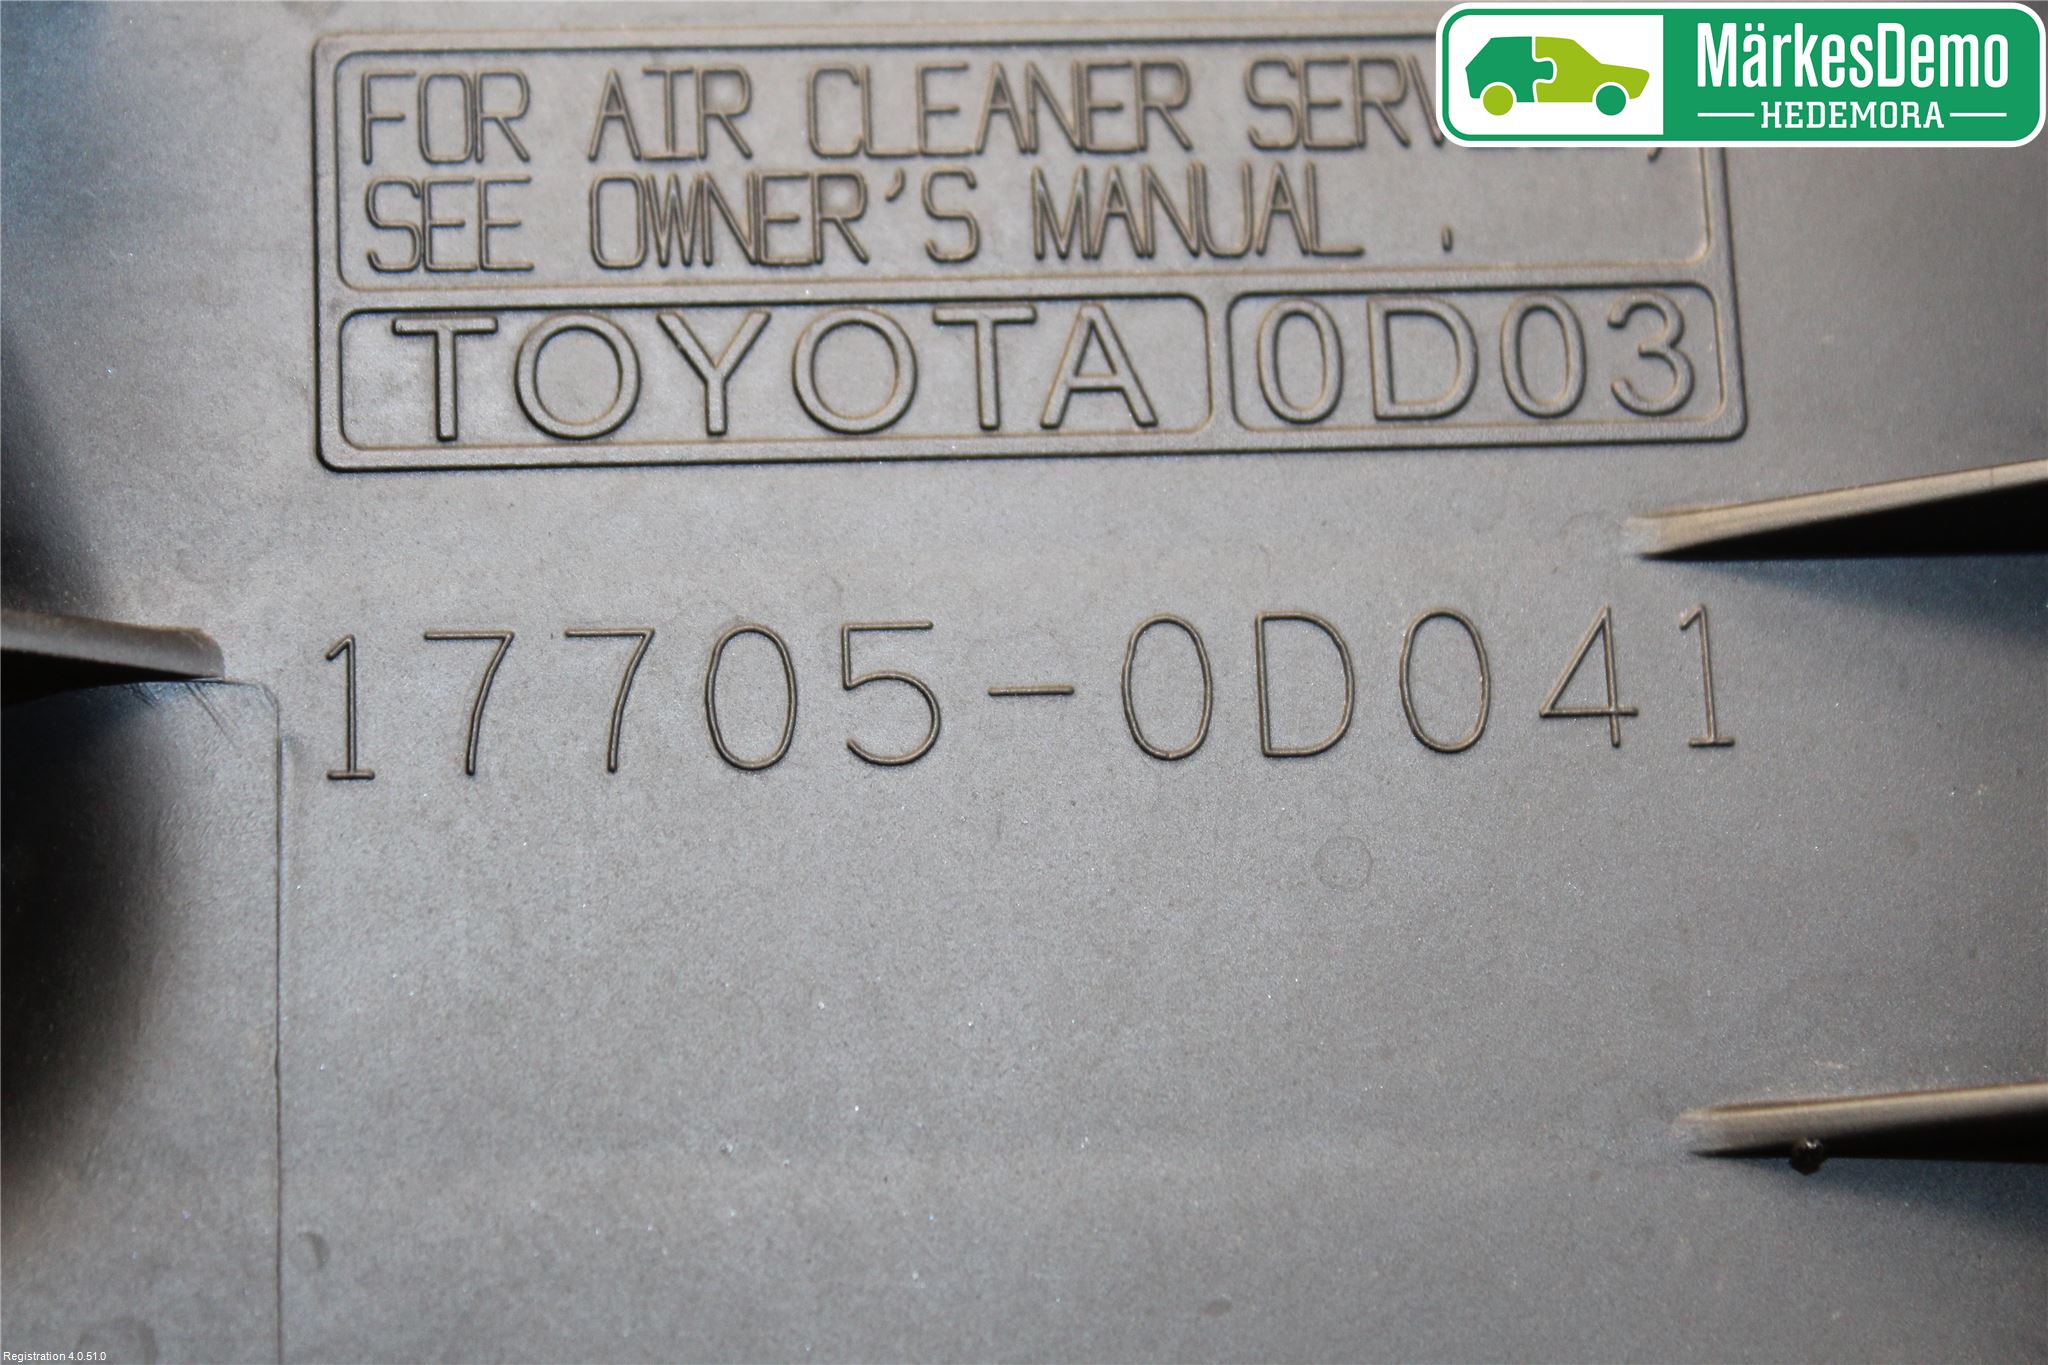 FOR AIR CLEANER
SEE OWNER'S MANUAL .
TOYOTA 0D03
17705-0D041
MärkesDemo
HEDEMORA
Registration 4.0.51.0